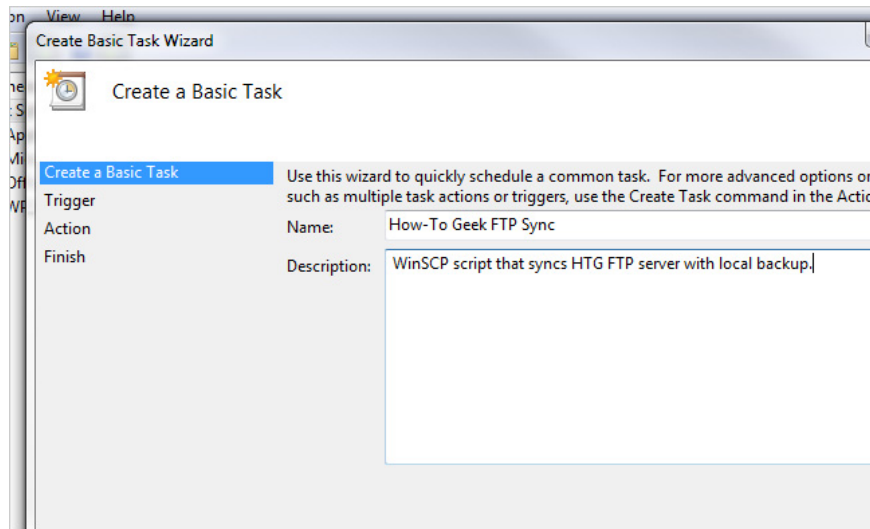 on View Help
Create Basic Task Wizard
Create a Basic Task
Create a Basic Task
Trigger
Action
Finish
Use this wizard to quickly schedule a common task. For more advanced options or
such as multiple task actions or triggers, use the Create Task command in the Actio
Name: How-To Geek FTP Sync
Description: WinSCP script that syncs HTG FTP server with local backup.